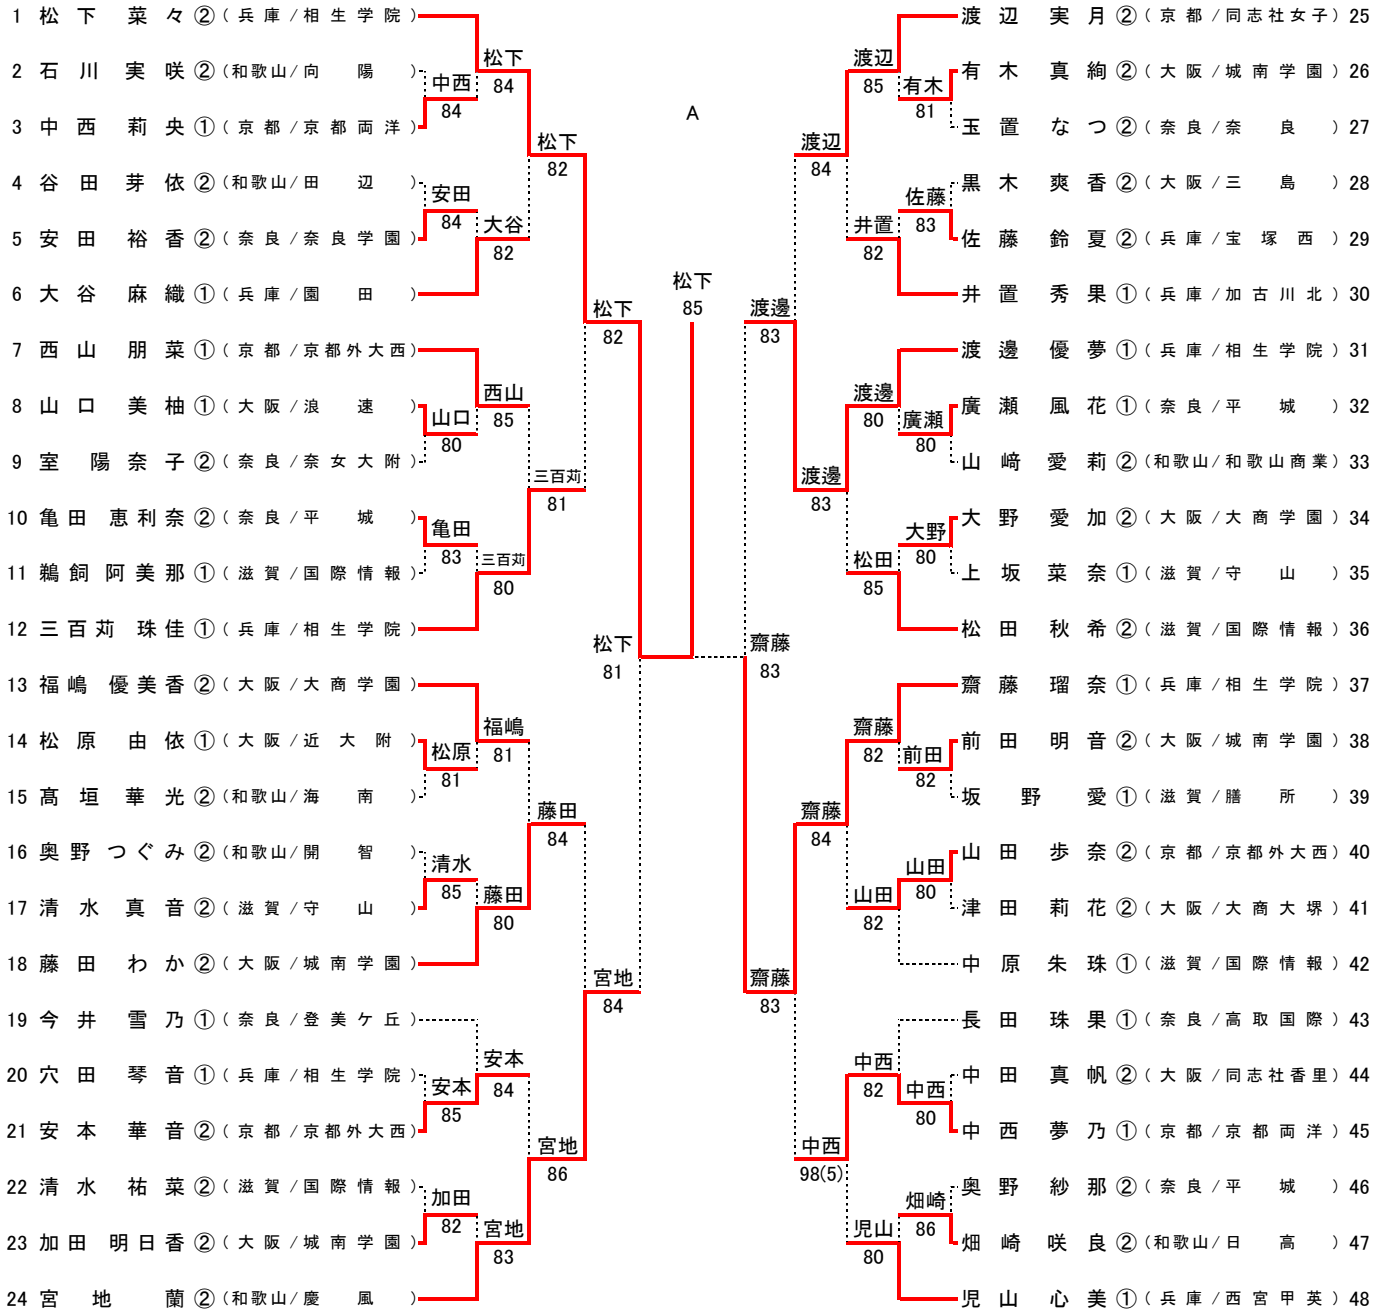 1 松下 菜々 ② (兵庫/相生学院)
2 石川 実咲 ② (和歌山/向陽)
3 中西 莉央 ① (京都/京都両洋)
4 谷田 芽依 ② (和歌山/田辺)
5 安田 裕香 ② (奈良/奈良学園)
6 大谷 麻織 ① (兵庫/園田)
7 西山 朋菜 ① (京都/京都外大西)
8 山口 美柚 ① (大阪/浪速)
9 室 陽奈子 ② (奈良/奈女大附)
10 亀田 恵利奈 ② (奈良/平城)
11 鵜飼 阿美那 ① (滋賀/国際情報)
12 三百苅 珠佳 ① (兵庫/相生学院)
13 福嶋 優美香 ② (大阪/大商学園)
14 松原 由依 ① (大阪/近大附)
15 髙垣 華光 ② (和歌山/海南)
16 奥野 つぐみ ② (和歌山/開智)
17 清水 真音 ② (滋賀/守山)
18 藤田 わか ② (大阪/城南学園)
19 今井 雪乃 ① (奈良/登美ケ丘)
20 穴田 琴音 ① (兵庫/相生学院)
21 安本 華音 ② (京都/京都外大西)
22 清水 祐菜 ② (滋賀/国際情報)
23 加田 明日香 ② (大阪/城南学園)
24 宮地 蘭 ② (和歌山/慶風)
中西
84
安田
84
山口
80
亀田
83
松原
81
清水
85
安本
85
加田
82
松下
84
大谷
82
西山
85
三百苅
80
福嶋
81
藤田
80
安本
84
宮地
83
松下
82
三百苅
81
藤田
84
宮地
86
松下
82
宮地
84
松下
81
A
松下
85
齋藤
83
渡邊
83
齋藤
83
渡辺
84
渡邊
83
齋藤
84
中西
98(5)
渡辺
85
井置
82
渡邊
80
松田
85
齋藤
82
山田
82
中西
82
児山
80
有木
81
佐藤
83
廣瀬
80
大野
80
前田
82
山田
80
中西
80
畑崎
86
渡辺 実月 ② (京都/同志社女子) 25
有木 真絢 ② (大阪/城南学園) 26
玉置 なつ ② (奈良/奈良) 27
黒木 爽香 ② (大阪/三島) 28
佐藤 鈴夏 ② (兵庫/宝塚西) 29
井置 秀果 ① (兵庫/加古川北) 30
渡邊 優夢 ① (兵庫/相生学院) 31
廣瀬 風花 ① (奈良/平城) 32
山﨑 愛莉 ② (和歌山/和歌山商業) 33
大野 愛加 ② (大阪/大商学園) 34
上坂 菜奈 ① (滋賀/守山) 35
松田 秋希 ② (滋賀/国際情報) 36
齋藤 瑠奈 ① (兵庫/相生学院) 37
前田 明音 ② (大阪/城南学園) 38
坂野 愛 ① (滋賀/膳所) 39
山田 歩奈 ② (京都/京都外大西) 40
津田 莉花 ② (大阪/大商大堺) 41
中原 朱珠 ① (滋賀/国際情報) 42
長田 珠果 ① (奈良/高取国際) 43
中田 真帆 ② (大阪/同志社香里) 44
中西 夢乃 ① (京都/京都両洋) 45
奥野 紗那 ② (奈良/平城) 46
畑崎 咲良 ② (和歌山/日高) 47
児山 心美 ① (兵庫/西宮甲英) 48